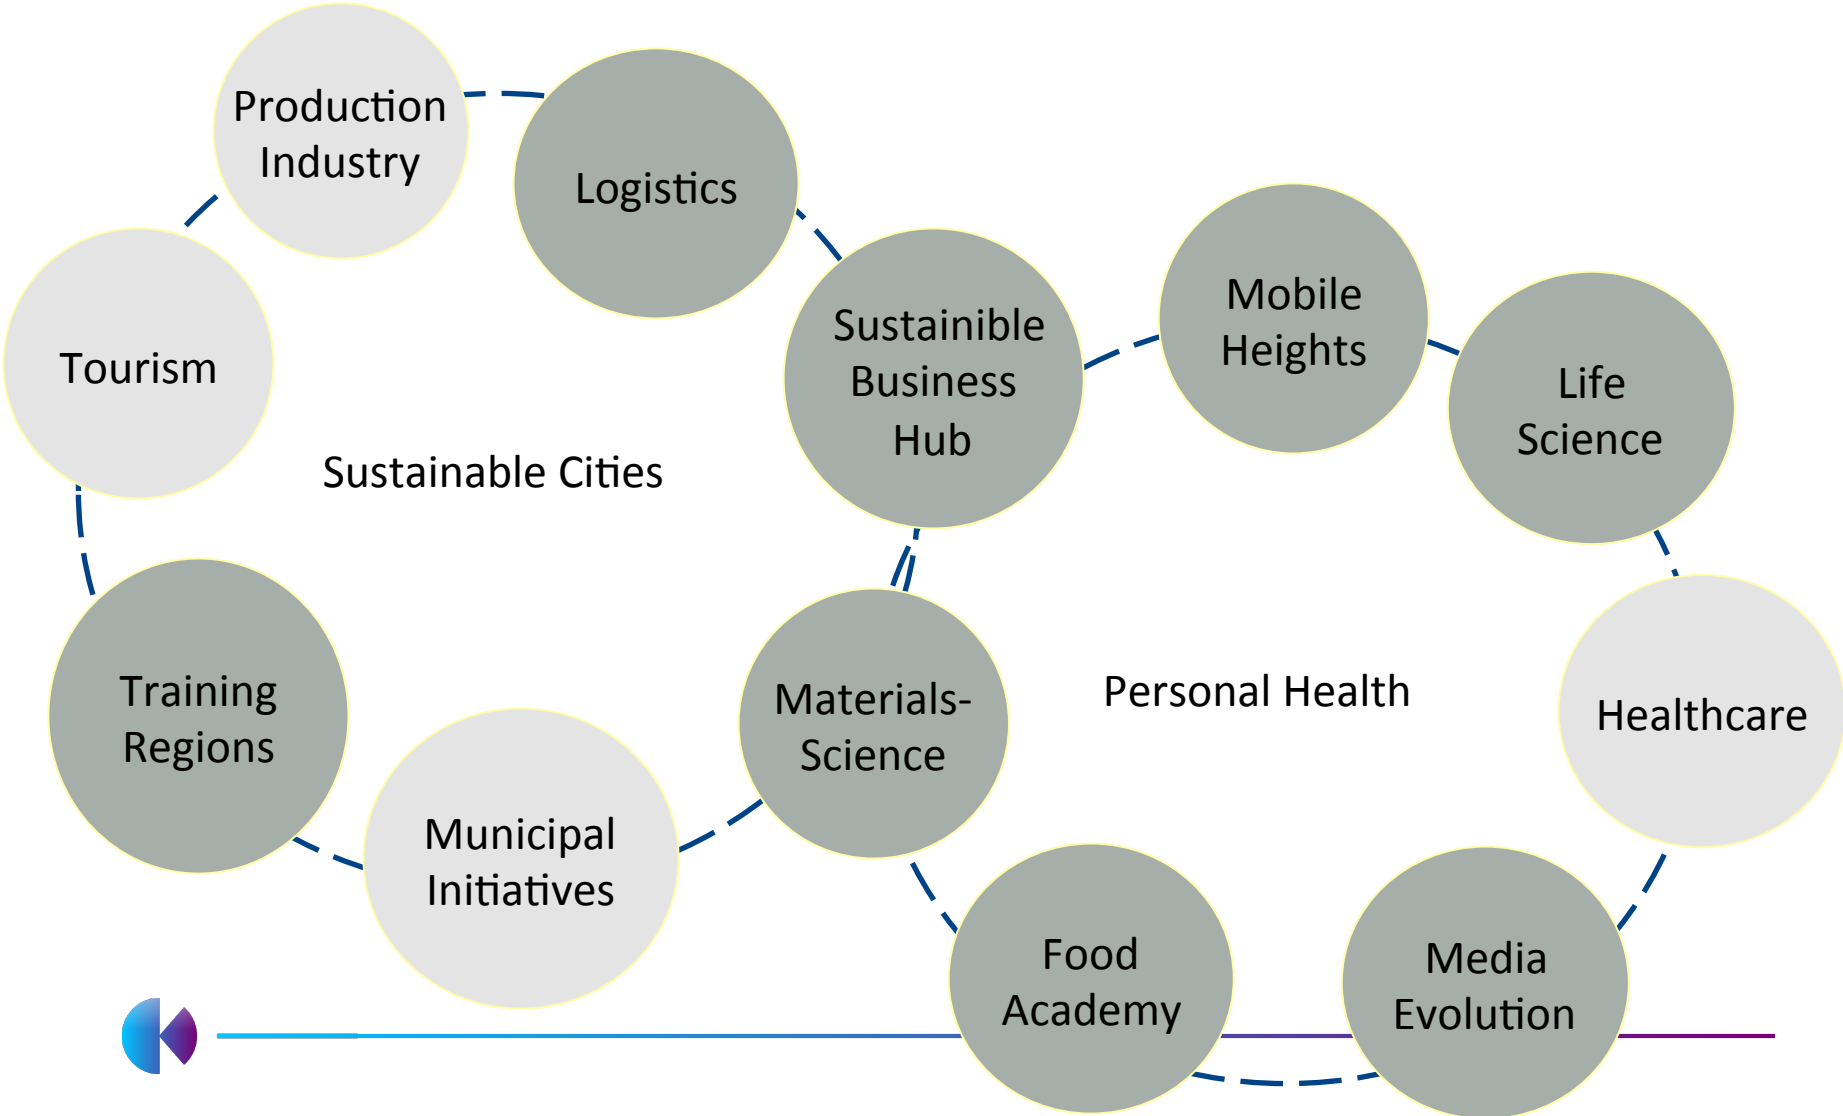 Production
Industry
Logistics
Tourism
Sustainible
Business
Hub
Mobile
Heights
Life
Science
Sustainable Cities
Training
Regions
Municipal
Initiatives
Materials-
Science
Personal Health
Healthcare
Food
Academy
Media
Evolution